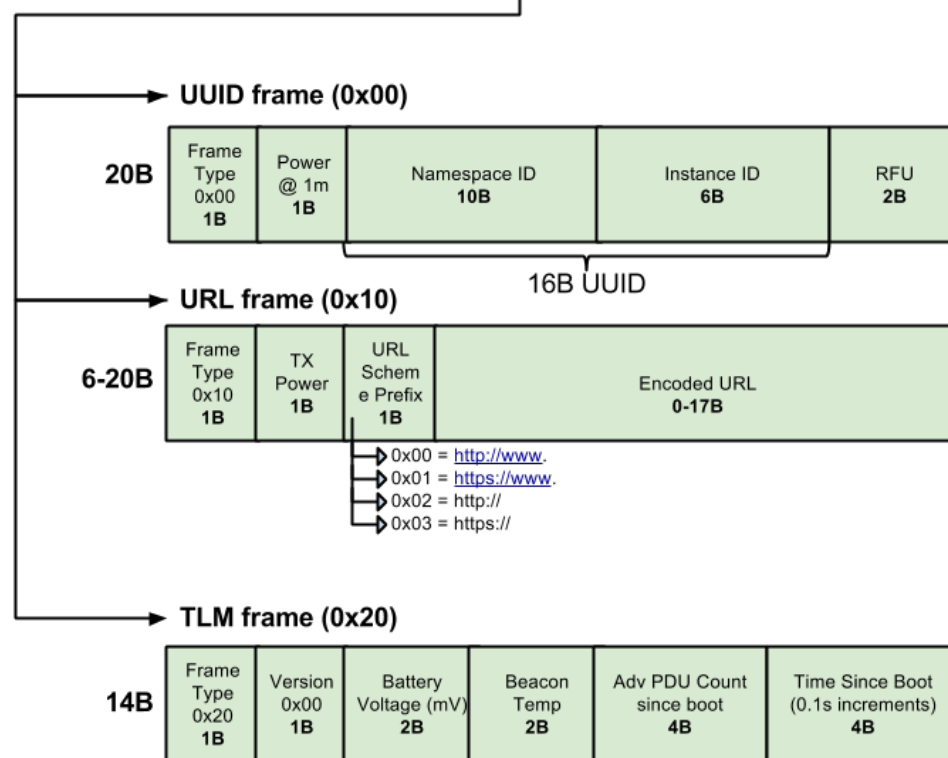 UUID frame (0x00)
20B
Frame
Type
0x00
1B
Power
@ 1m
1B
Namespace ID
10B
Instance ID
6B
RFU
2B
16B UUID
URL frame (0x10)
6-20B
Frame
Type
0x10
1B
TX
Power
1B
URL
Schem
e Prefix
1B
Encoded URL
0-17B
0x00 = http://www.
0x01 = https://www.
0x02 = http://
0x03 = https://
TLM frame (0x20)
14B
Frame
Type
0x20
1B
Version
0x00
1B
Battery
Voltage (mV)
2B
Beacon
Temp
2B
Adv PDU Count
since boot
4B
Time Since Boot
(0.1s increments)
4B